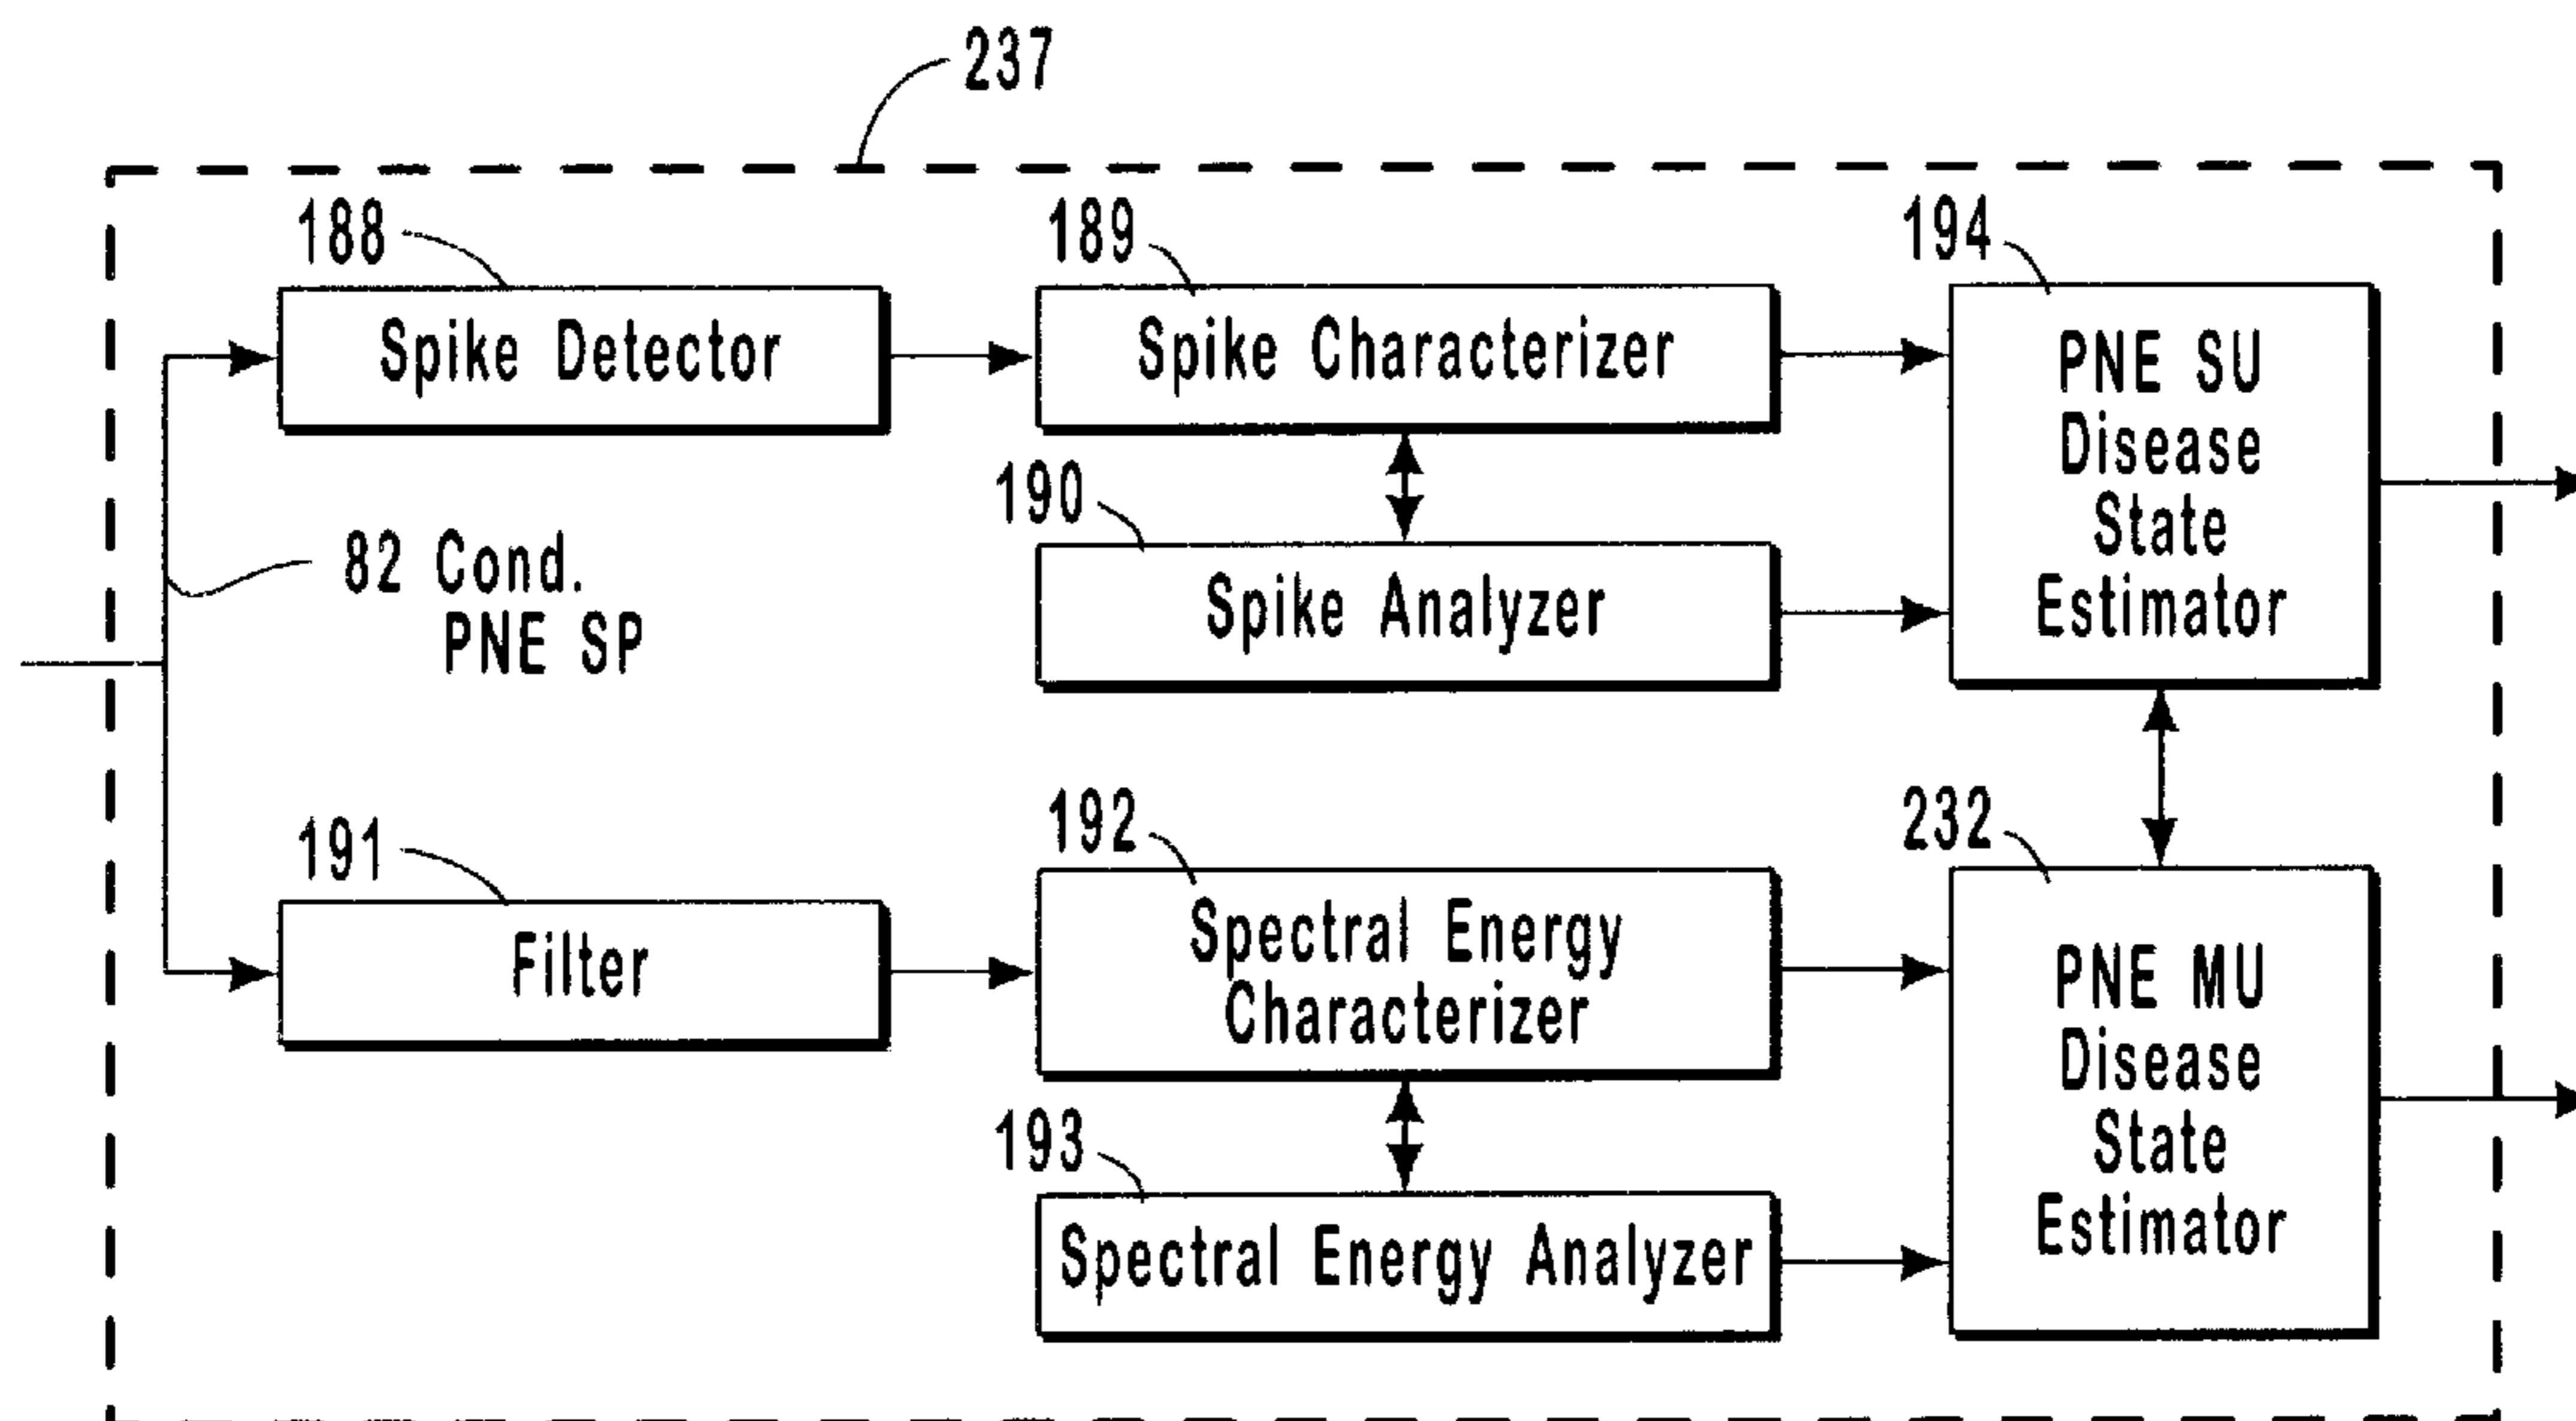 237
188
189
194
Spike Detector
Spike Characterizer
PNE SU
Disease
State
Estimator
190
Spike Analyzer
82 Cond.
PNE SP
191
192
232
Filter
Spectral Energy
Characterizer
PNE MU
Disease
State
Estimator
193
Spectral Energy Analyzer